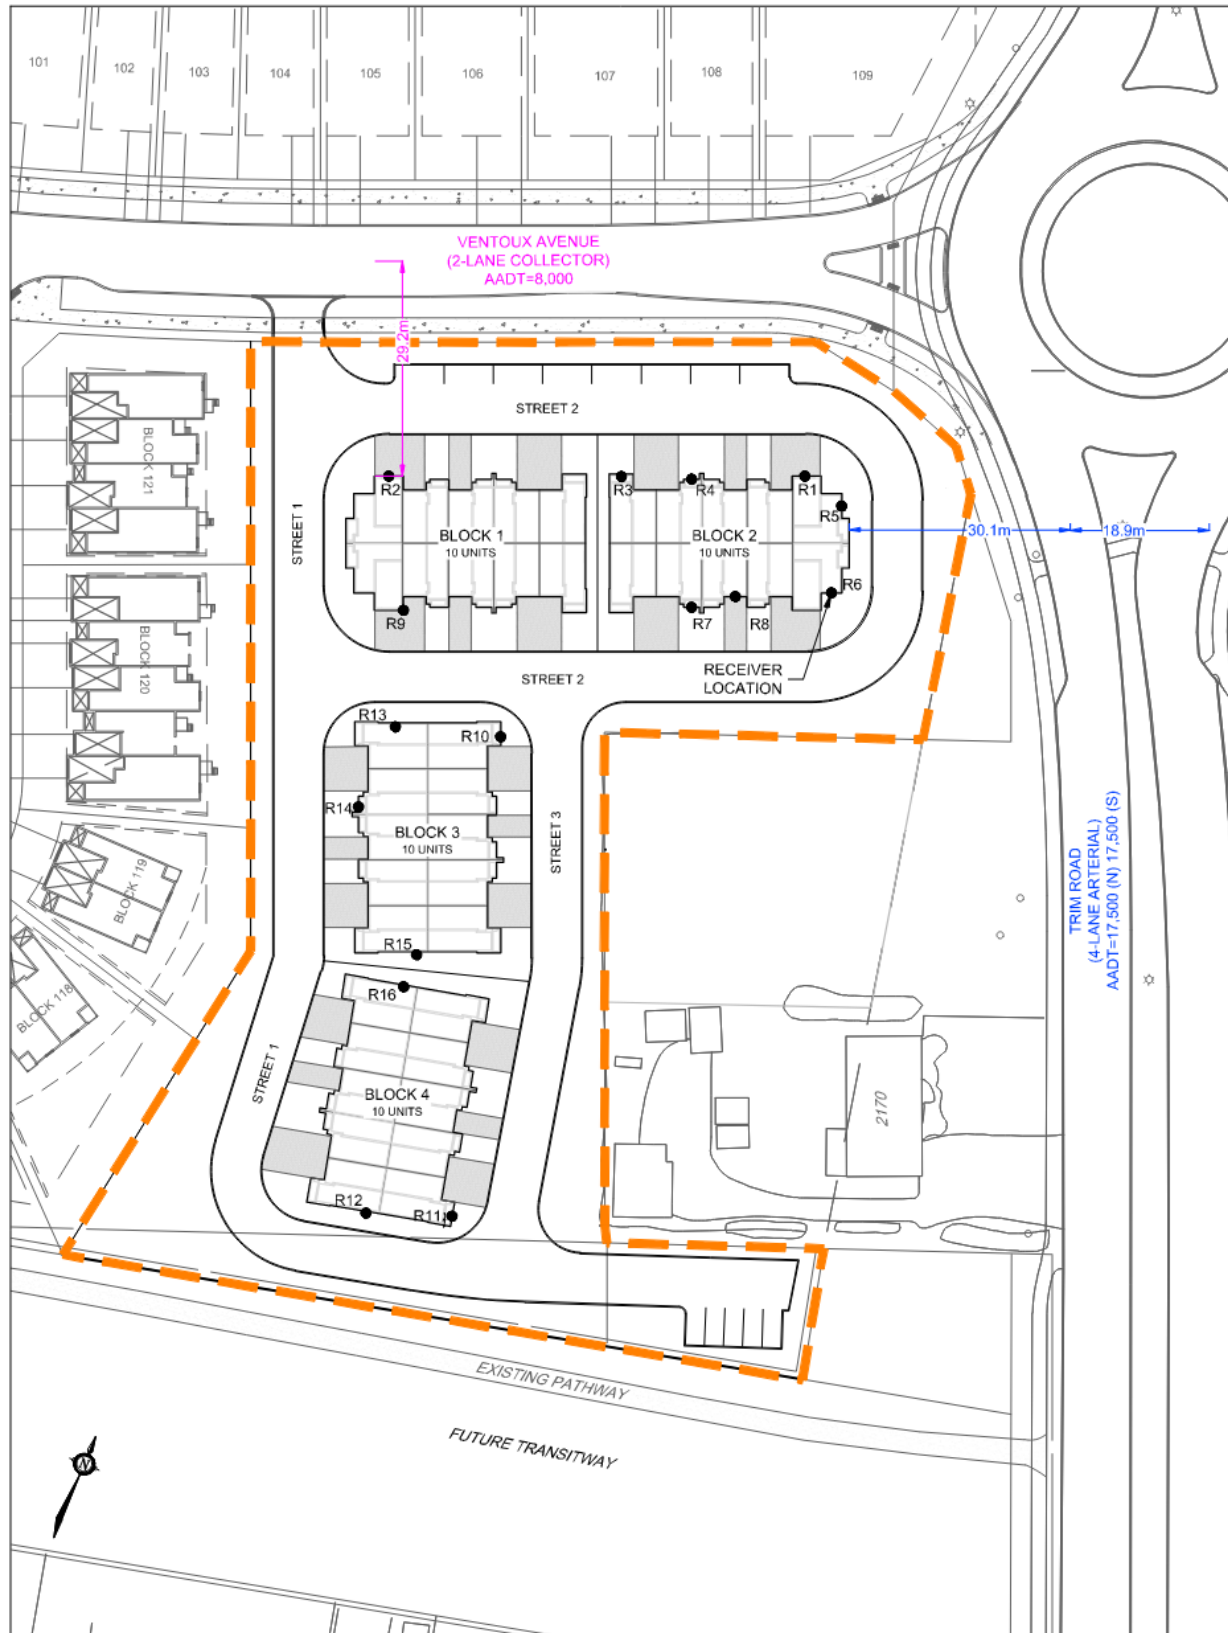 101
102
103
104
105
106
107
108
109
VENTOUX AVENUE
(2-LANE COLLECTOR)
AADT=8,000
29.2m
STREET 2
BLOCK 121
STREET 1
R2
R3
R4
R1
R5
BLOCK 1
10 UNITS
BLOCK 2
10 UNITS
30.1m
18.9m
R6
R9
R7
R8
BLOCK 120
STREET 2
RECEIVER
LOCATION
R13
R10
R14
BLOCK 3
10 UNITS
STREET 3
BLOCK 119
TRIM ROAD
(4-LANE ARTERIAL)
AADT=17,500 (N) 17,500 (S)
R15
R16
BLOCK 118
STREET 1
BLOCK 4
10 UNITS
2170
R12
R11
EXISTING PATHWAY
FUTURE TRANSITWAY
N